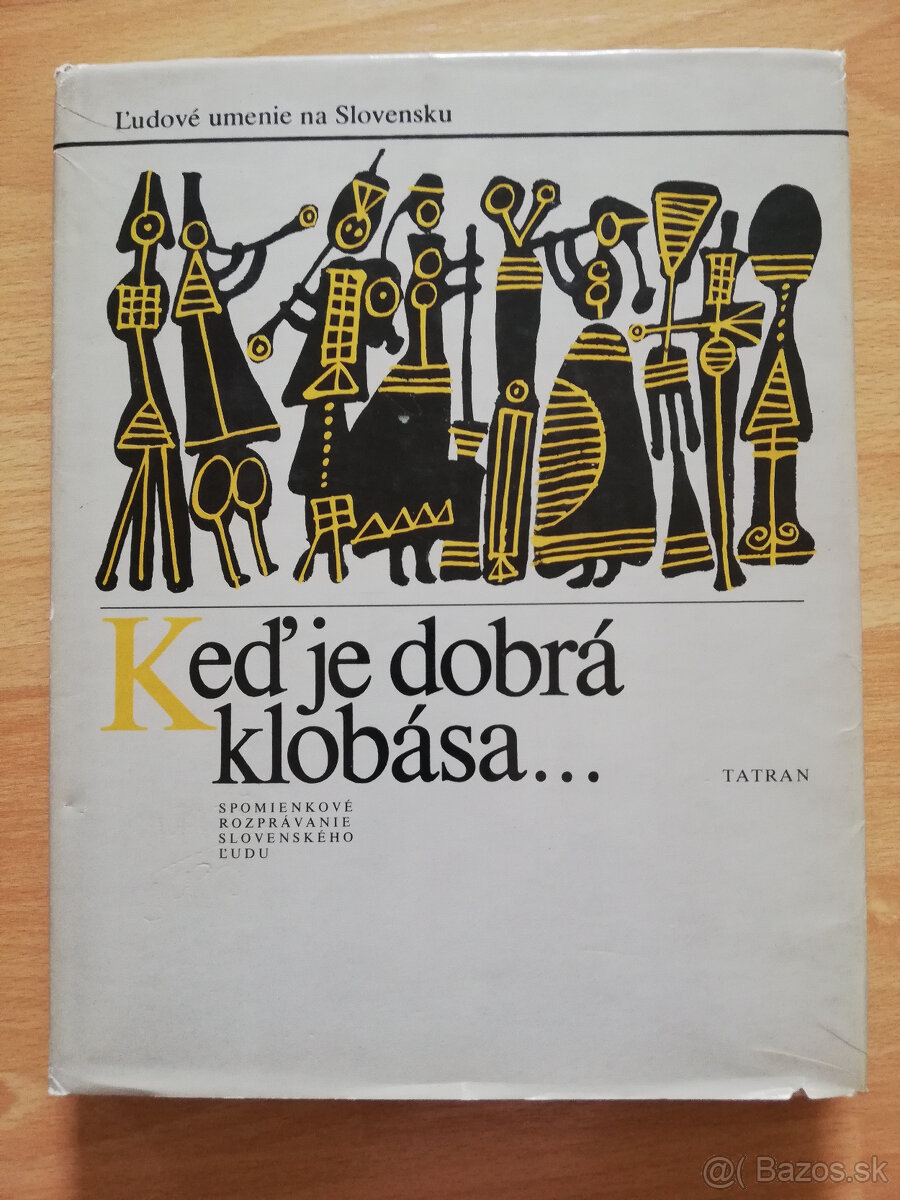 Ľudové umenie na Slovensku
Keď je dobrá
klobása...
TATRAN
SPOMIENKOVÉ
ROZPRÁVANIE
SLOVENSKÉHO
ĽUDU
@( Bazos.sk